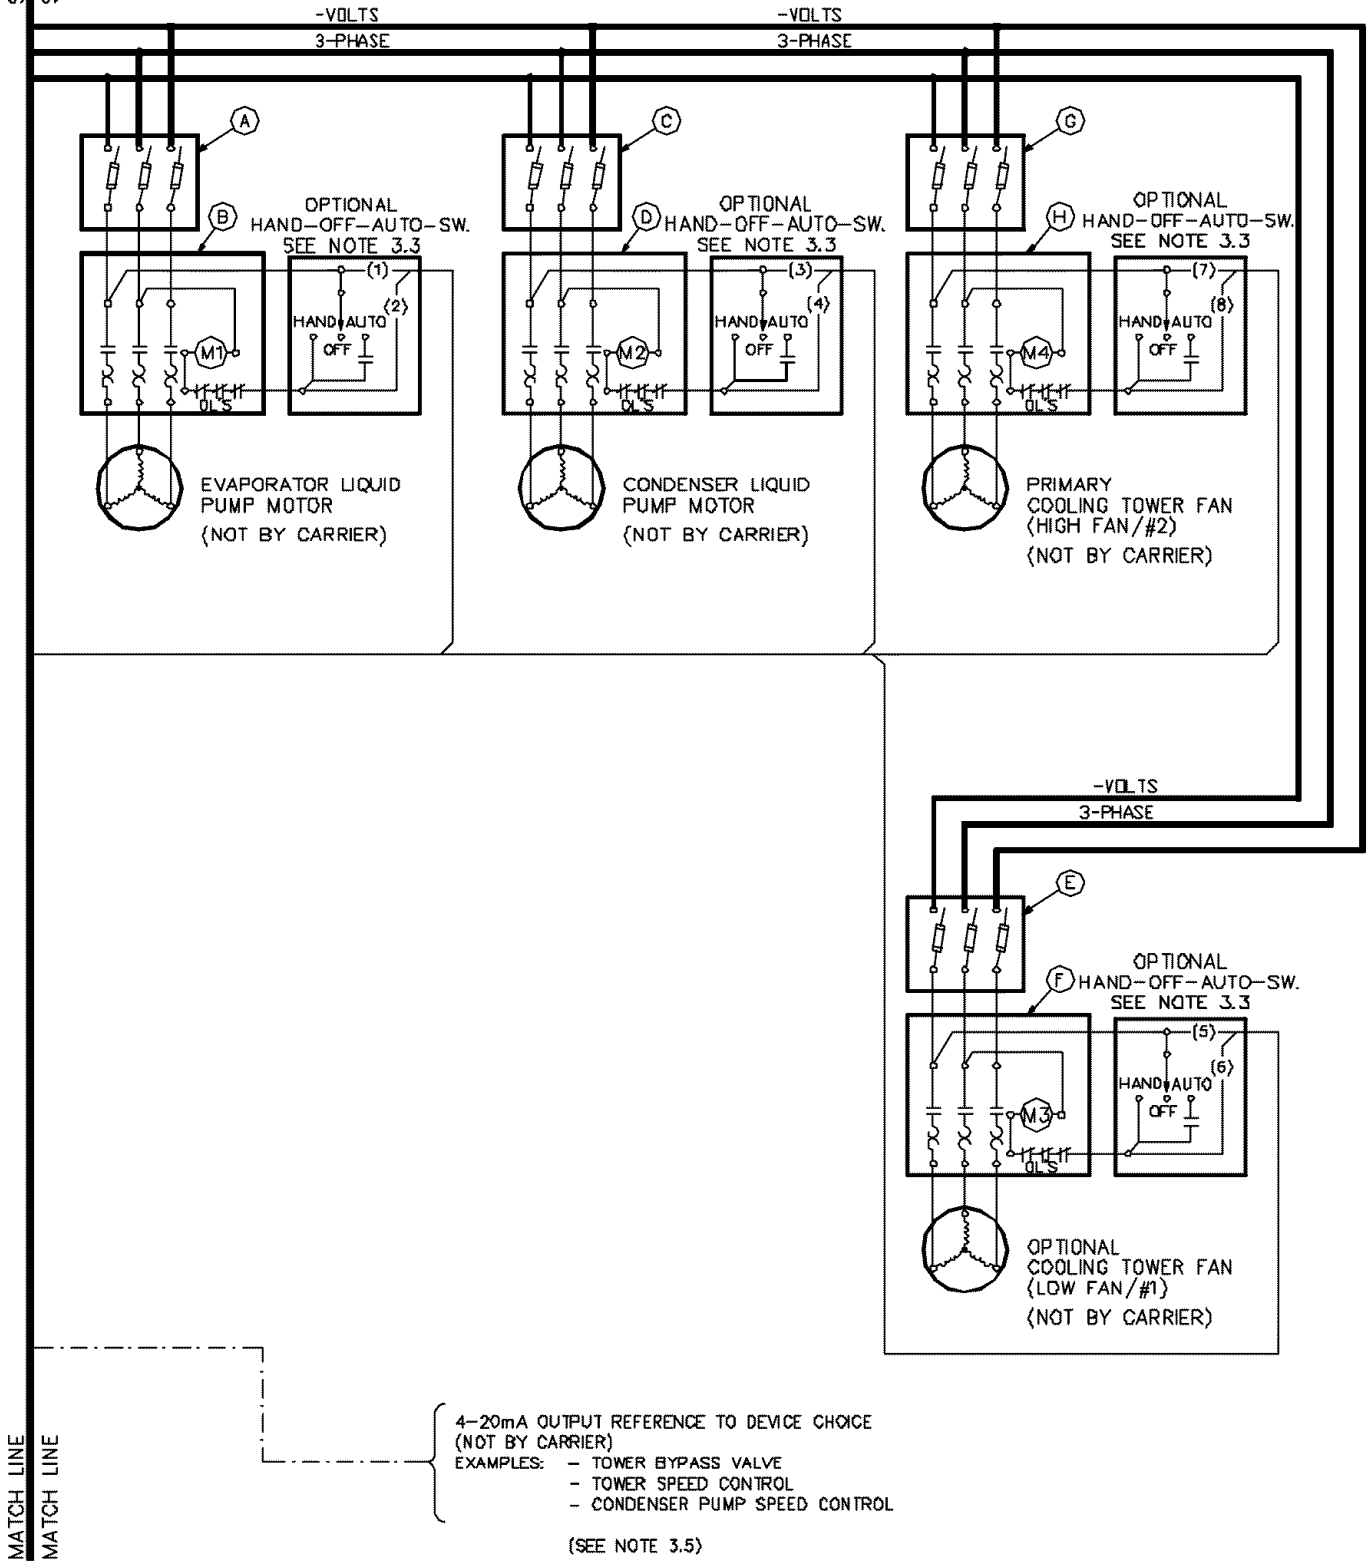 -VOLTS
3-PHASE
-VOLTS
3-PHASE
A
C
G
OPTIONAL
HAND-OFF-AUTO-SW.
SEE NOTE 3.3
B
OPTIONAL
HAND-OFF-AUTO-SW.
SEE NOTE 3.3
D
OPTIONAL
HAND-OFF-AUTO-SW.
SEE NOTE 3.3
H
(1)
(2)
HAND AUTO
OFF
M1
OL'S
(3)
(4)
HAND AUTO
OFF
M2
OL'S
(7)
(8)
HAND AUTO
OFF
M4
OL'S
EVAPORATOR LIQUID
PUMP MOTOR
(NOT BY CARRIER)
CONDENSER LIQUID
PUMP MOTOR
(NOT BY CARRIER)
PRIMARY
COOLING TOWER FAN
(HIGH FAN/#2)
(NOT BY CARRIER)
-VOLTS
3-PHASE
E
OPTIONAL
HAND-OFF-AUTO-SW.
SEE NOTE 3.3
F
(5)
(6)
HAND AUTO
OFF
M3
OL'S
OPTIONAL
COOLING TOWER FAN
(LOW FAN/#1)
(NOT BY CARRIER)
4-20mA OUTPUT REFERENCE TO DEVICE CHOICE
(NOT BY CARRIER)
EXAMPLES: - TOWER BYPASS VALVE
- TOWER SPEED CONTROL
- CONDENSER PUMP SPEED CONTROL
(SEE NOTE 3.5)
MATCH LINE
MATCH LINE